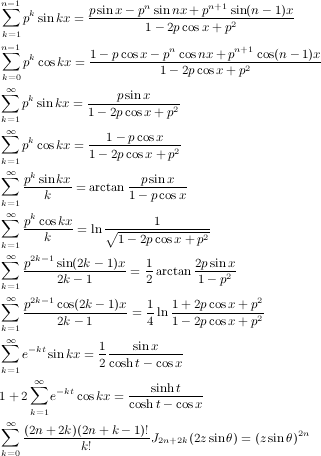 \sum_{k=1}^{n-1} p^k \sin kx = \frac{p \sin x - p^n \sin nx + p^{n+1} \sin(n-1)x}{1 - 2p \cos x + p^2}
\sum_{k=0}^{n-1} p^k \cos kx = \frac{1 - p \cos x - p^n \cos nx + p^{n+1} \cos(n-1)x}{1 - 2p \cos x + p^2}
\sum_{k=1}^{\infty} p^k \sin kx = \frac{p \sin x}{1 - 2p \cos x + p^2}
\sum_{k=1}^{\infty} p^k \cos kx = \frac{1 - p \cos x}{1 - 2p \cos x + p^2}
\sum_{k=1}^{\infty} \frac{p^k \sin kx}{k} = \arctan \frac{p \sin x}{1 - p \cos x}
\sum_{k=1}^{\infty} \frac{p^k \cos kx}{k} = \ln \frac{1}{\sqrt{1 - 2p \cos x + p^2}}
\sum_{k=1}^{\infty} \frac{p^{2k-1} \sin(2k-1)x}{2k-1} = \frac{1}{2} \arctan \frac{2p \sin x}{1 - p^2}
\sum_{k=1}^{\infty} \frac{p^{2k-1} \cos(2k-1)x}{2k-1} = \frac{1}{4} \ln \frac{1 + 2p \cos x + p^2}{1 - 2p \cos x + p^2}
\sum_{k=1}^{\infty} e^{-kt} \sin kx = \frac{1}{2} \frac{\sin x}{\cosh t - \cos x}
1 + 2 \sum_{k=1}^{\infty} e^{-kt} \cos kx = \frac{\sinh t}{\cosh t - \cos x}
\sum_{k=0}^{\infty} \frac{(2n+2k)(2n+k-1)!}{k!} J_{2n+2k}(2z \sin\theta) = (z \sin\theta)^{2n}